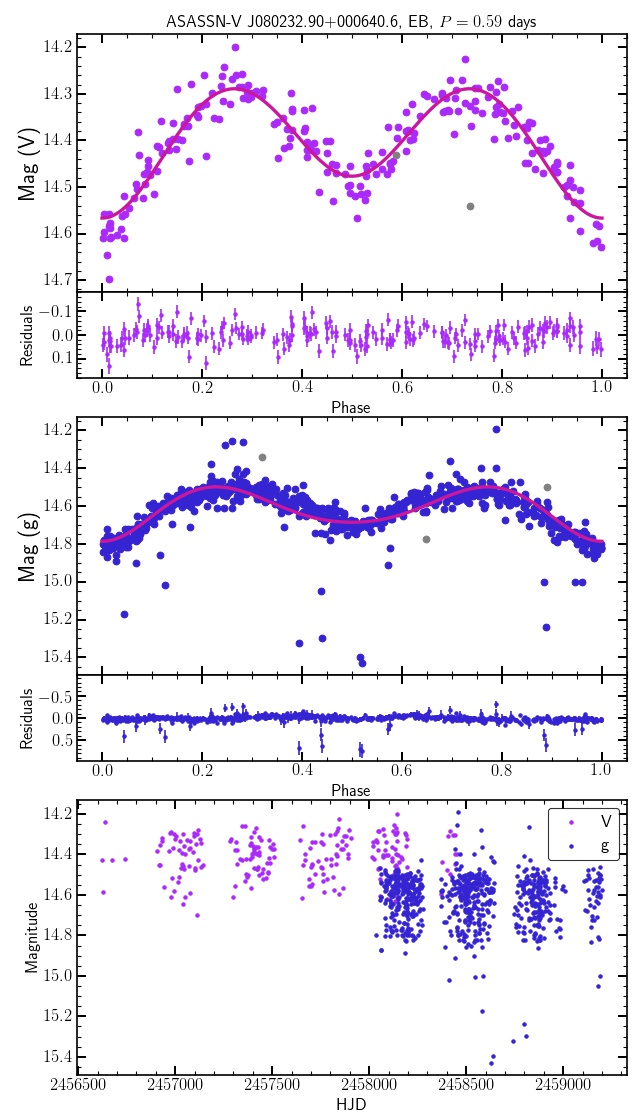 ASASSN-V J080232.90+000640.6, EB, P = 0.59 days
14.2
14.3
14.4
14.5
14.6
14.7
Mag (V)
−0.1
0.0
0.1
Residuals
0.0 0.2 0.4 0.6 0.8 1.0
Phase
14.2
14.4
14.6
14.8
15.0
15.2
15.4
Mag (g)
−0.5
0.0
0.5
Residuals
0.0 0.2 0.4 0.6 0.8 1.0
Phase
14.2
14.4
14.6
14.8
15.0
15.2
15.4
Magnitude
V
g
2456500 2457000 2457500 2458000 2458500 2459000
HJD